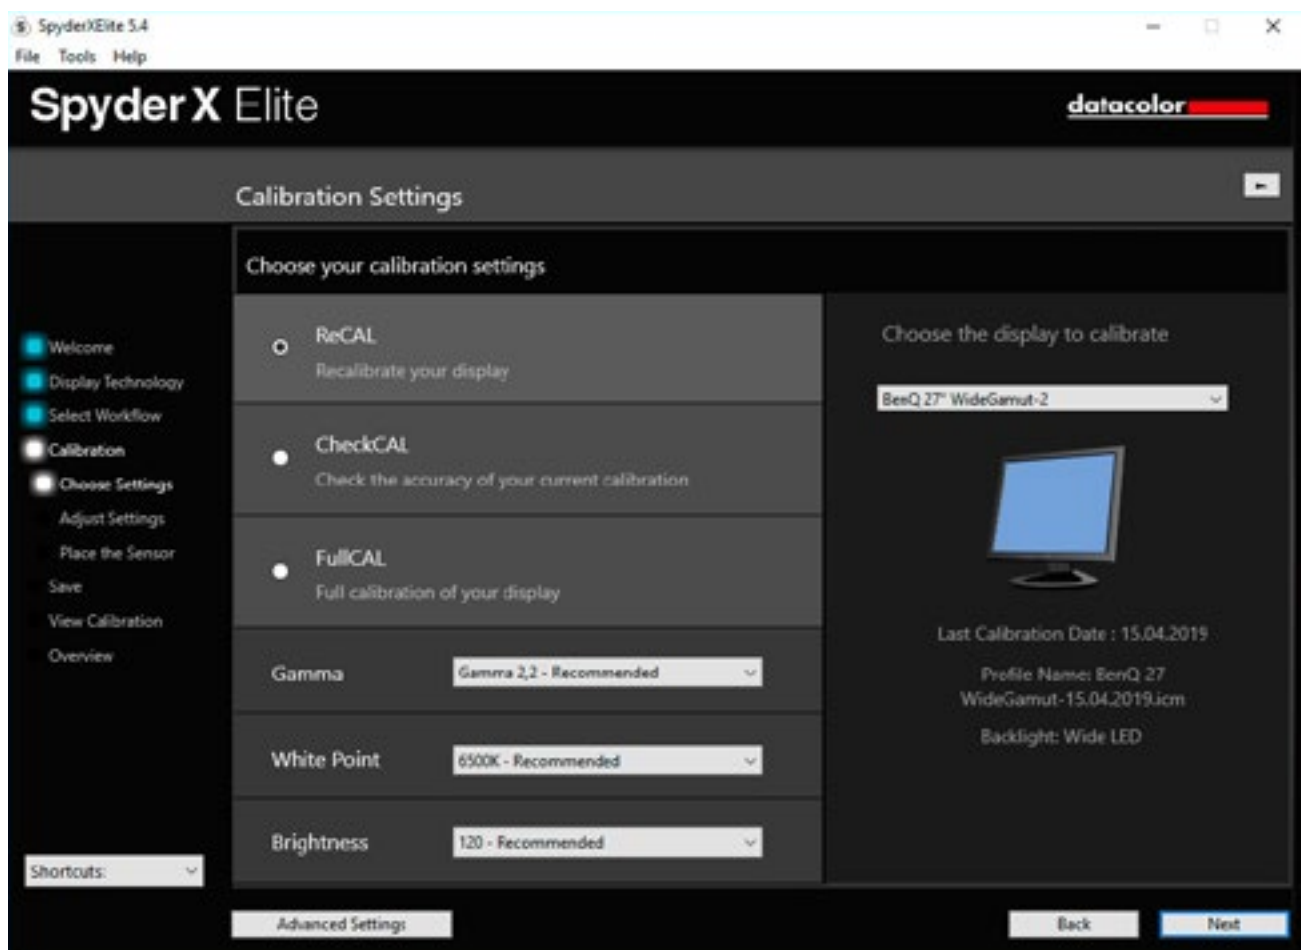 SpyderXElite 5.4
File Tools Help
SpyderX Elite
datacolor
Calibration Settings
Choose your calibration settings
Welcome
Display Technology
Select Workflow
Calibration
Choose Settings
Adjust Settings
Place the Sensor
Save
View Calibration
Overview
Shortcuts:
ReCAL
Recalibrate your display
CheckCAL
Check the accuracy of your current calibration
FullCAL
Full calibration of your display
Gamma
Gamma 2,2 - Recommended
White Point
6500K - Recommended
Brightness
120 - Recommended
Choose the display to calibrate
BenQ 27" WideGamut-2
Last Calibration Date : 15.04.2019
Profile Name: BenQ 27
WideGamut-15.04.2019.icm
Backlight: Wide LED
Advanced Settings
Back
Next